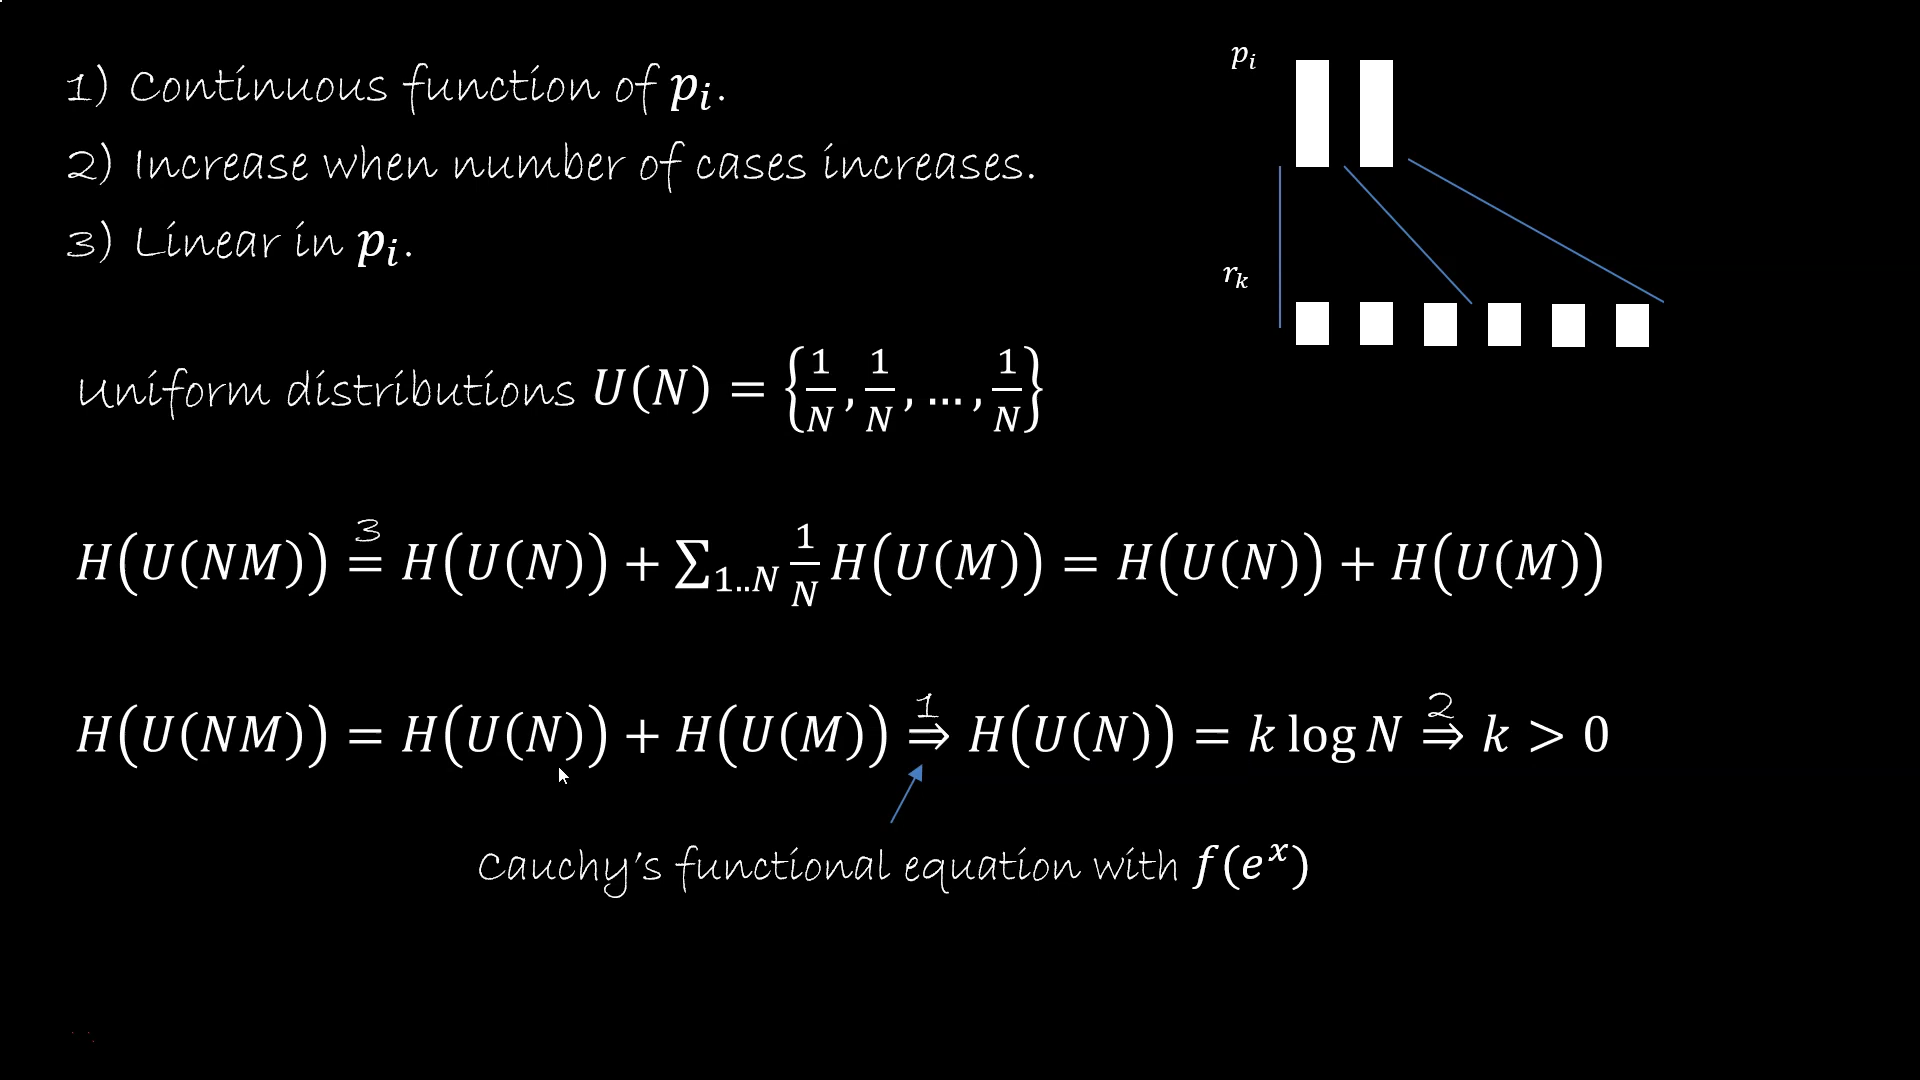 1) Continuous function of pᵢ.
2) Increase when number of cases increases.
3) Linear in pᵢ.
pᵢ
rₖ
Uniform distributions U(N) = {1/N, 1/N, …, 1/N}
H(U(NM)) =³ H(U(N)) + ∑₁..N 1/N H(U(M)) = H(U(N)) + H(U(M))
H(U(NM)) = H(U(N)) + H(U(M)) ⇒¹ H(U(N)) = k log N ⇒² k > 0
Cauchy's functional equation with f(eˣ)